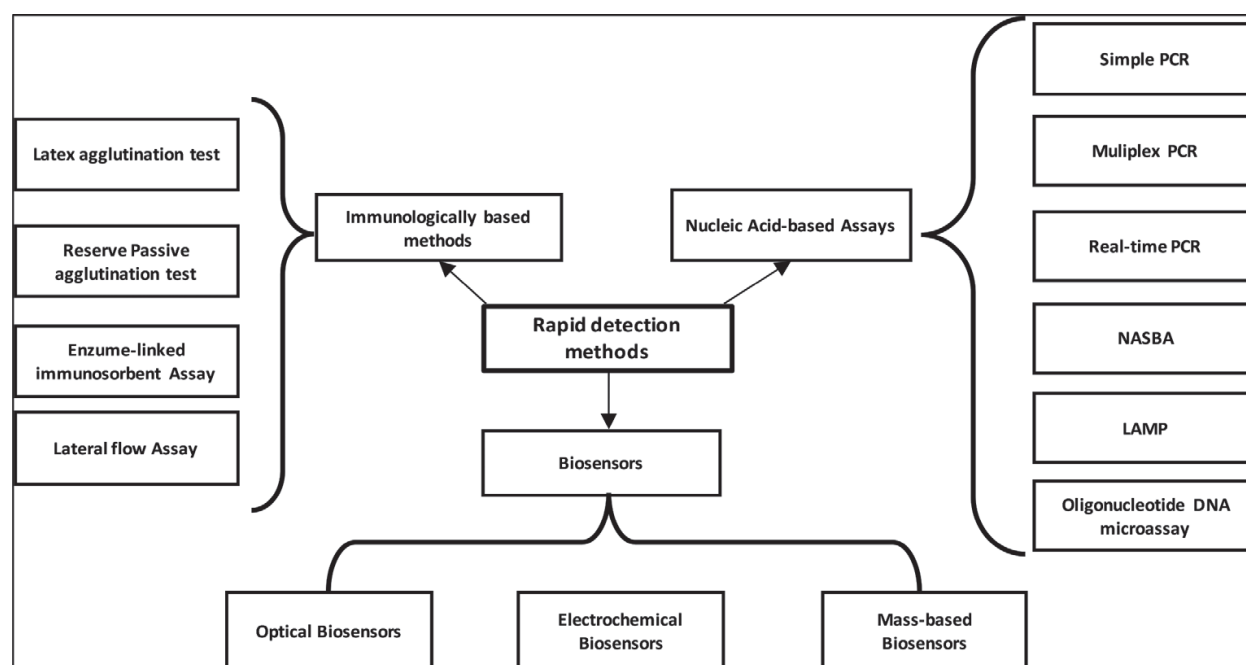 Simple PCR
Latex agglutination test
Muliplex PCR
Immunologically based
methods
Nucleic Acid-based Assays
Reserve Passive
agglutination test
Real-time PCR
Rapid detection
methods
Enzume-linked
immunosorbent Assay
NASBA
Lateral flow Assay
LAMP
Biosensors
Oligonucleotide DNA
microassay
Optical Biosensors
Electrochemical
Biosensors
Mass-based
Biosensors